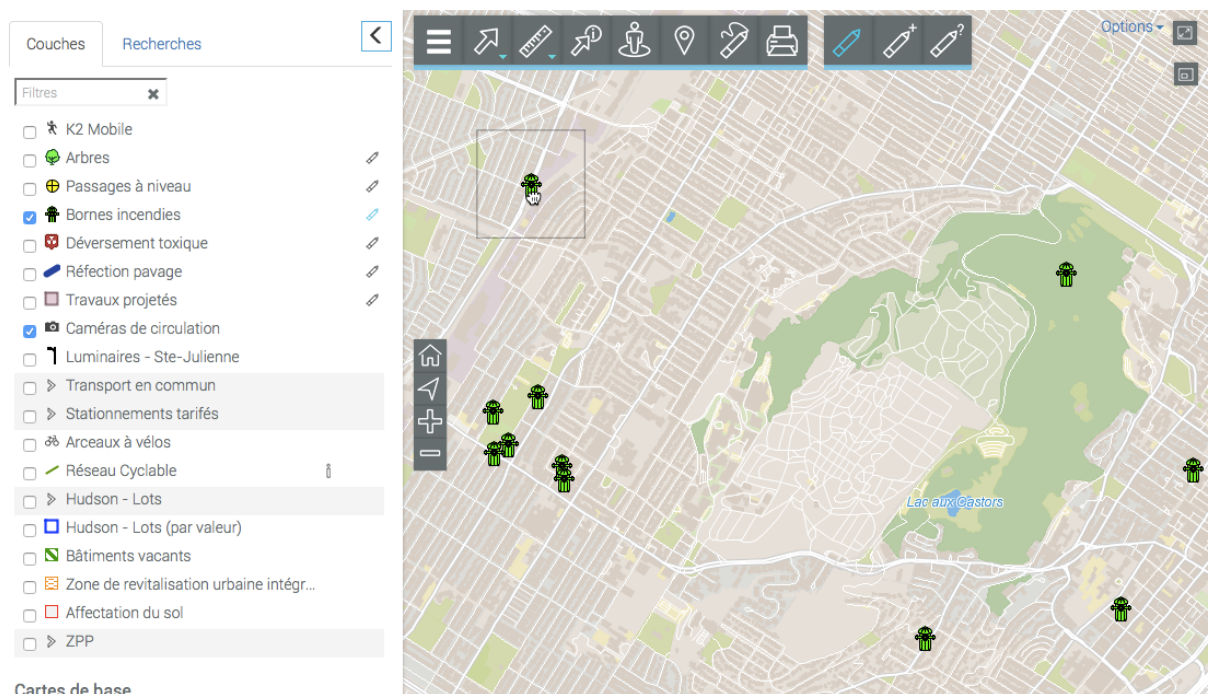 Couches
Recherches
Options
Filtres
K2 Mobile
Arbres
Passages à niveau
Bornes incendies
Déversement toxique
Réfection pavage
Travaux projetés
Caméras de circulation
Luminaires - Ste-Julienne
Transport en commun
Stationnements tarifés
Arceaux à vélos
Réseau Cyclable
Hudson - Lots
Hudson - Lots (par valeur)
Bâtiments vacants
Zone de revitalisation urbaine intégr...
Affectation du sol
ZPP
Cartes de base
Lac aux Castors